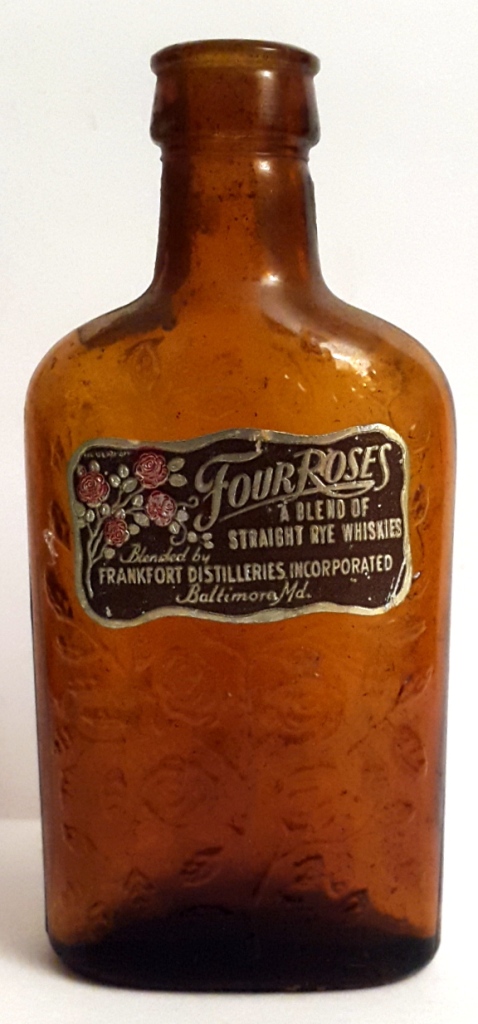 FOUR ROSES
A BLEND OF
STRAIGHT RYE WHISKIES
Blended by
FRANKFORT DISTILLERIES, INCORPORATED
Baltimore, Md.